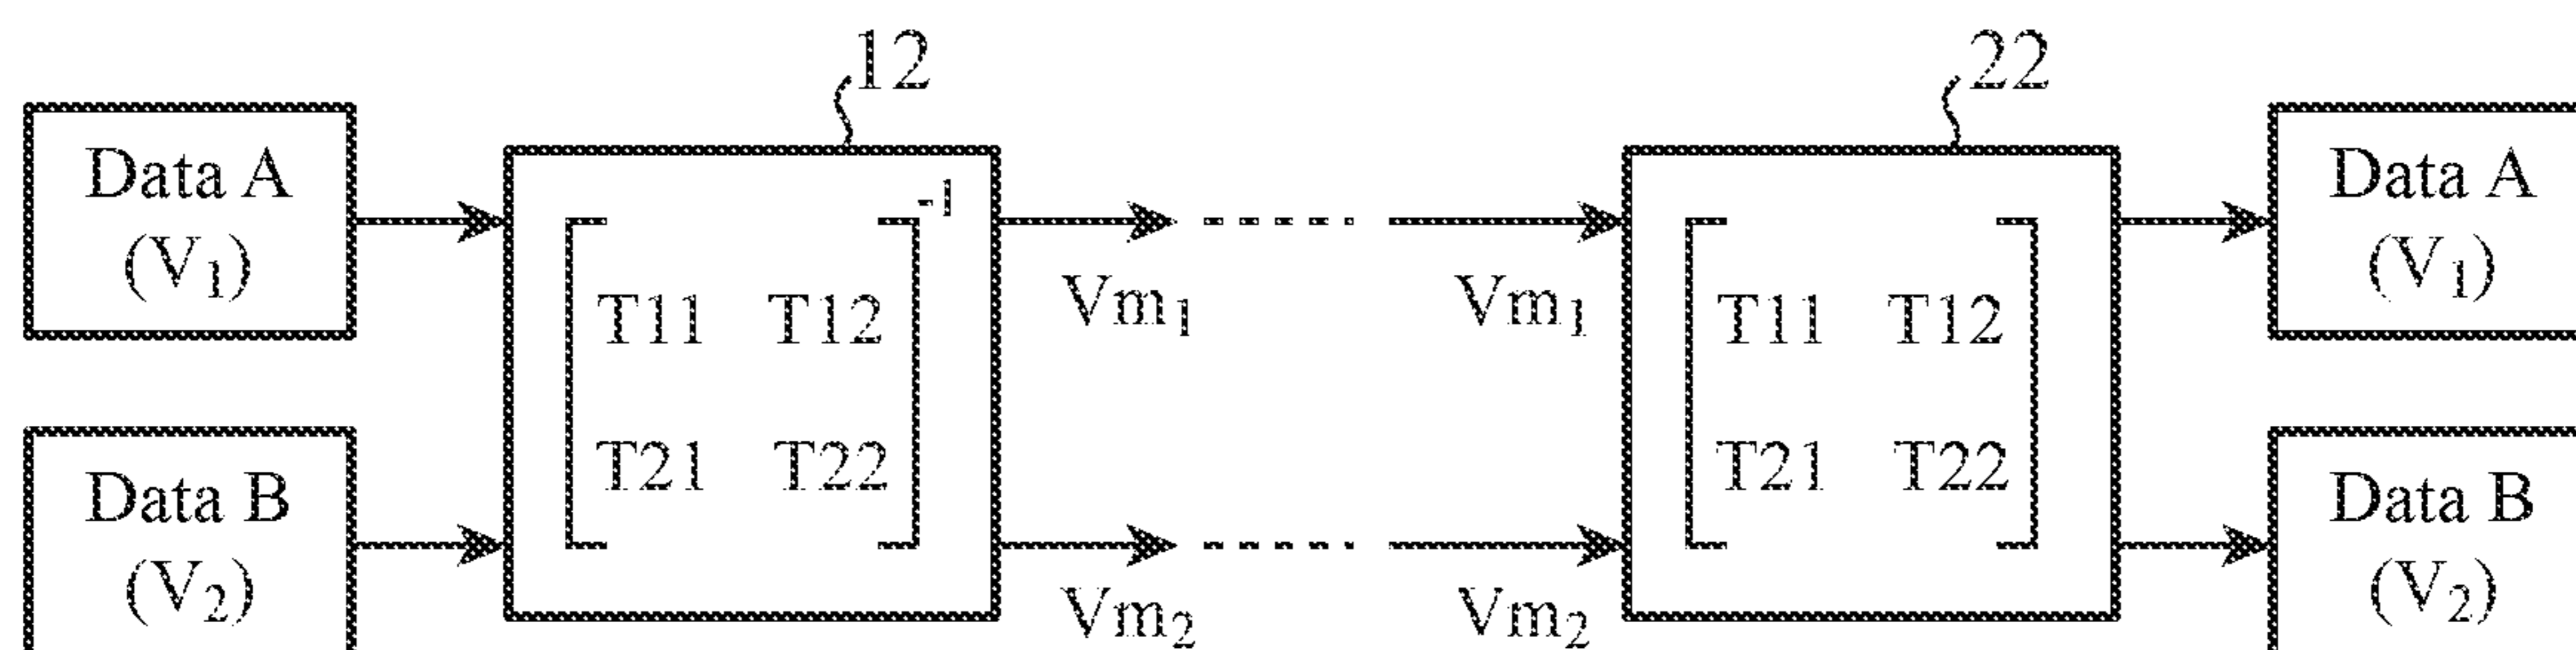 12
22
Data A
(V₁)
-1
T11 T12
T21 T22
Vm₁
Vm₁
T11 T12
T21 T22
Data A
(V₁)
Data B
(V₂)
Vm₂
Vm₂
Data B
(V₂)